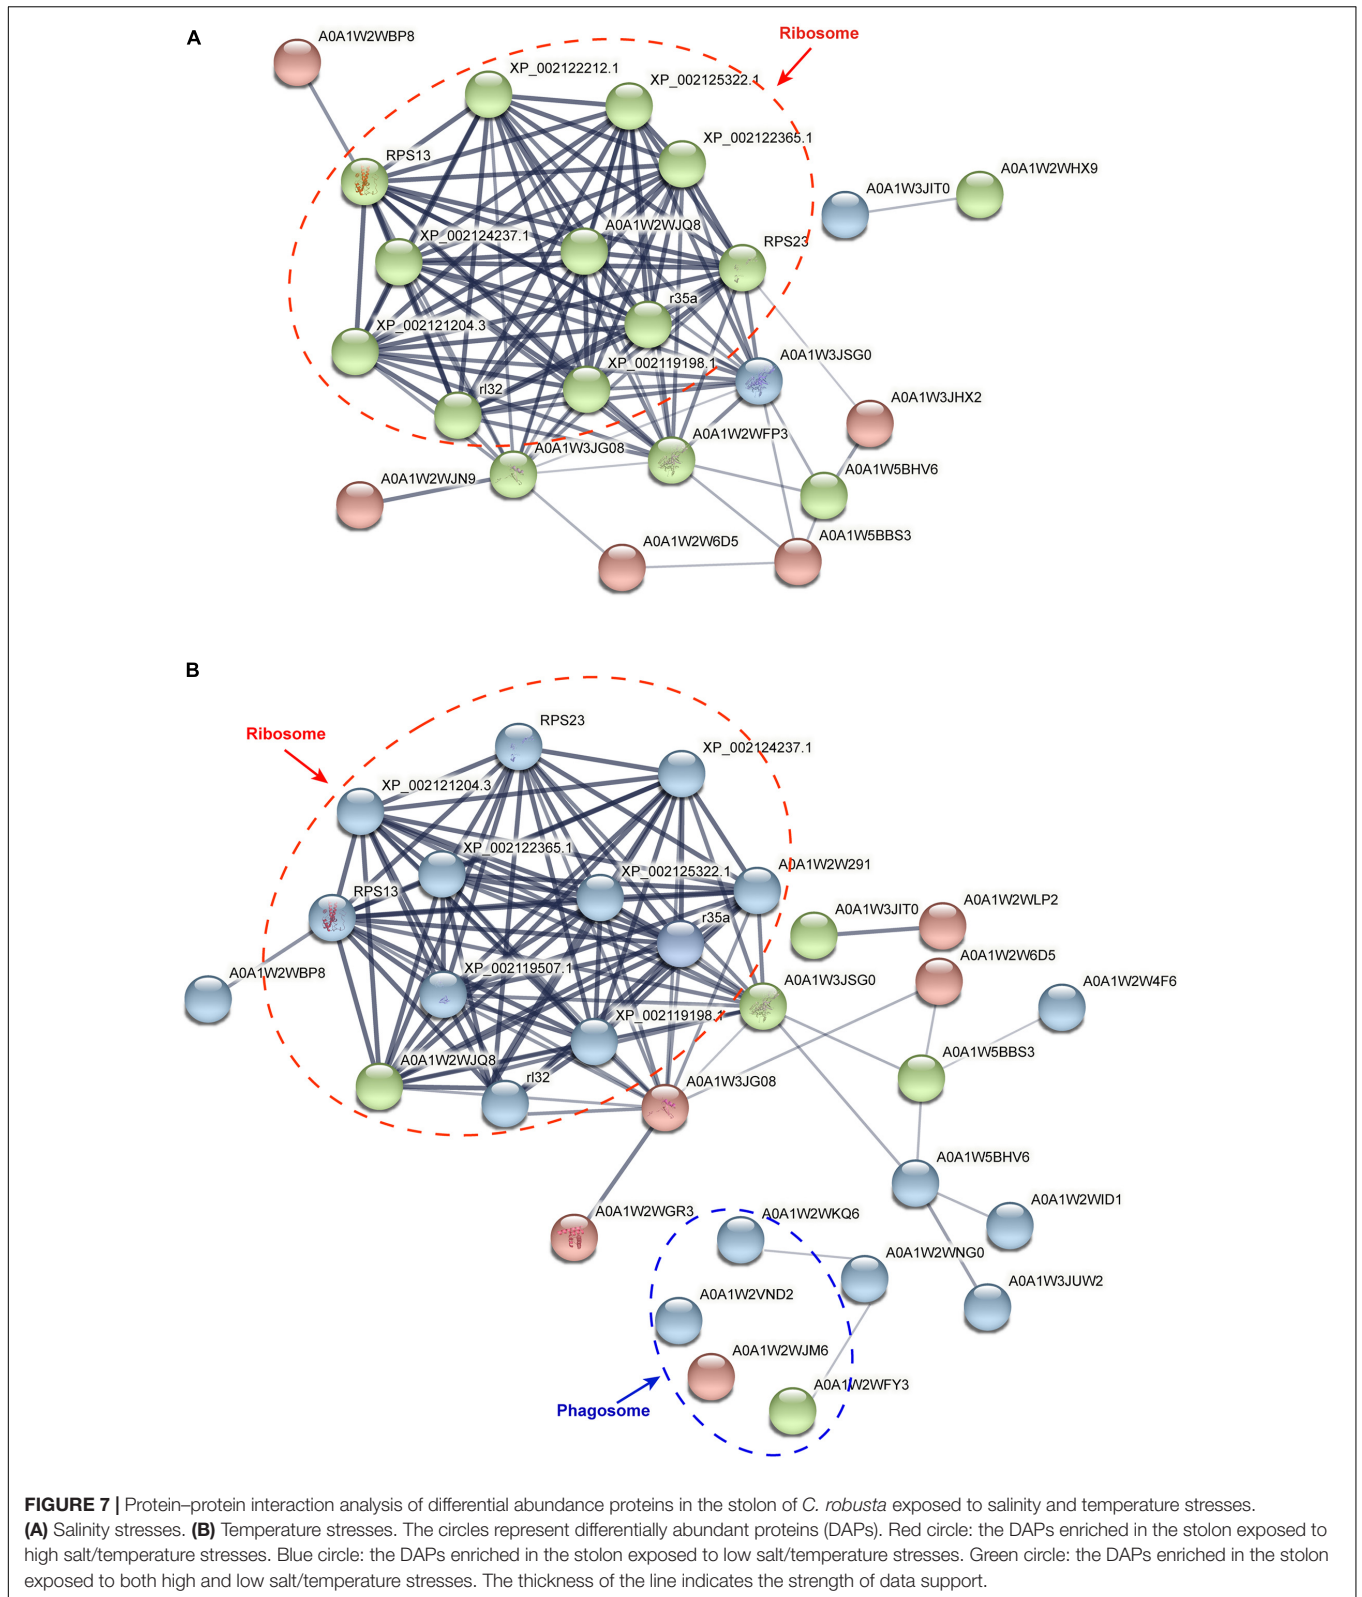 A
A0A1W2WBP8
Ribosome
XP_002122212.1
XP_002125322.1
XP_002122365.1
RPS13
A0A1W2WHX9
A0A1W3JIT0
A0A1W2WJQ8
XP_002124237.1
RPS23
r35a
XP_002121204.3
A0A1W3JSG0
XP_002119198.1
rl32
A0A1W3JHX2
A0A1W2WFP3
A0A1W3JG08
A0A1W5BHV6
A0A1W2WJN9
A0A1W5BBS3
A0A1W2W6D5
B
RPS23
Ribosome
XP_002124237.1
XP_002121204.3
XP_002122365.1
A0A1W2W291
XP_002125322.1
RPS13
A0A1W2WLP2
A0A1W3JIT0
r35a
A0A1W2W6D5
XP_002119507.1
A0A1W2WBP8
A0A1W3JSG0
A0A1W2W4F6
XP_002119198.1
A0A1W5BBS3
A0A1W2WJQ8
rl32
A0A1W3JG08
A0A1W5BHV6
A0A1W2WID1
A0A1W2WGR3
A0A1W2WKQ6
A0A1W2WNG0
A0A1W3JUW2
A0A1W2VND2
A0A1W2WJM6
A0A1W2WFY3
Phagosome
FIGURE 7 | Protein–protein interaction analysis of differential abundance proteins in the stolon of C. robusta exposed to salinity and temperature stresses.
(A) Salinity stresses. (B) Temperature stresses. The circles represent differentially abundant proteins (DAPs). Red circle: the DAPs enriched in the stolon exposed to
high salt/temperature stresses. Blue circle: the DAPs enriched in the stolon exposed to low salt/temperature stresses. Green circle: the DAPs enriched in the stolon
exposed to both high and low salt/temperature stresses. The thickness of the line indicates the strength of data support.